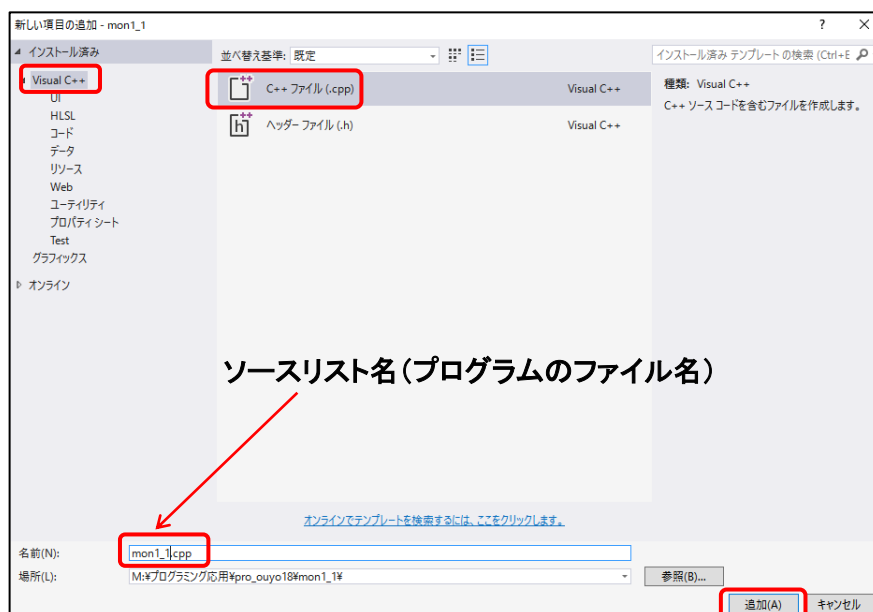 新しい項目の追加 - mon1_1
? ×
インストール済み
並べ替え基準: 既定
インストール済み テンプレート の検索 (Ctrl+E
Visual C++
UI
HLSL
コード
データ
リソース
Web
ユーティリティ
プロパティ シート
Test
グラフィックス
オンライン
C++ ファイル (.cpp) Visual C++
ヘッダー ファイル (.h) Visual C++
種類: Visual C++
C++ ソース コードを含むファイルを作成します。
ソースリスト名（プログラムのファイル名）
オンラインでテンプレートを検索するには、ここをクリックします。
名前(N): mon1_1.cpp
場所(L): M:¥プログラミング応用¥pro_ouyo18¥mon1_1¥ 参照(B)...
追加(A) キャンセル